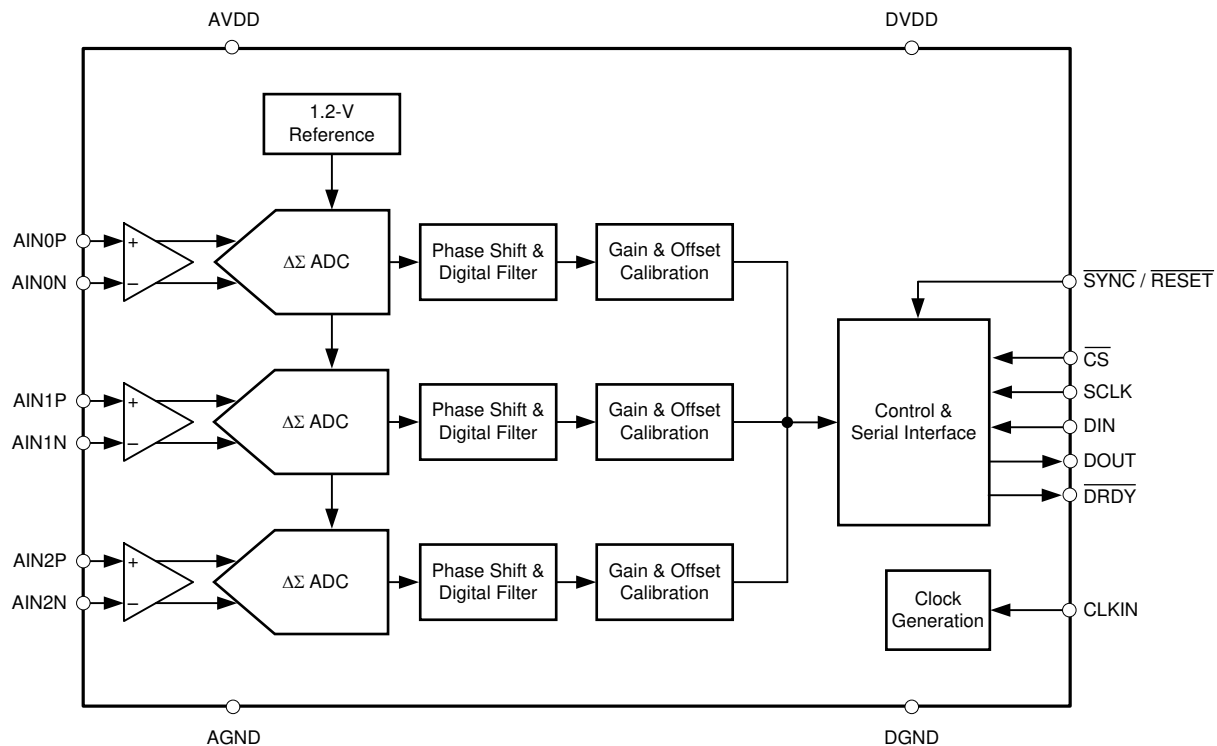 AVDD
DVDD
1.2-V
Reference
AIN0P
+
AIN0N
−
ΔΣ ADC
Phase Shift &
Digital Filter
Gain & Offset
Calibration
SYNC / RESET
AIN1P
+
AIN1N
−
ΔΣ ADC
Phase Shift &
Digital Filter
Gain & Offset
Calibration
Control &
Serial Interface
CS
SCLK
DIN
DOUT
DRDY
AIN2P
+
AIN2N
−
ΔΣ ADC
Phase Shift &
Digital Filter
Gain & Offset
Calibration
Clock
Generation
CLKIN
AGND
DGND